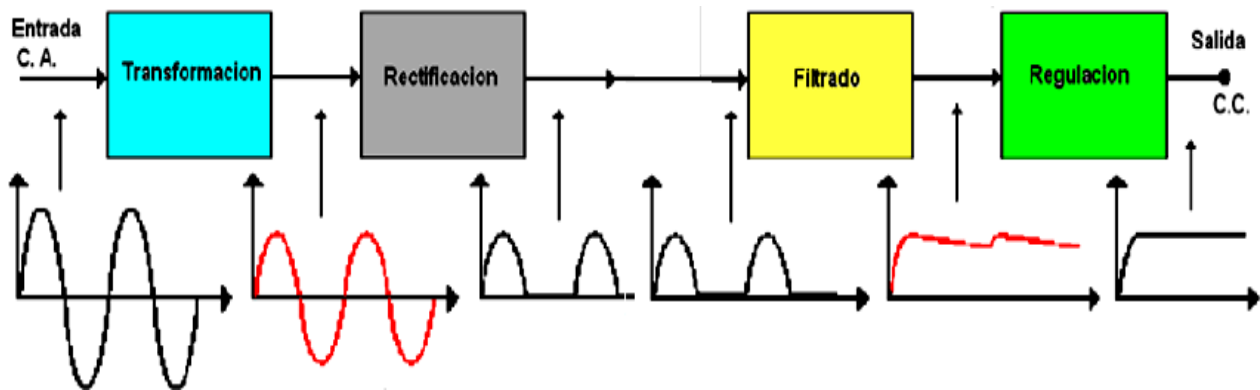 Entrada
C. A.
Transformacion
Rectificacion
Filtrado
Regulacion
Salida
C.C.